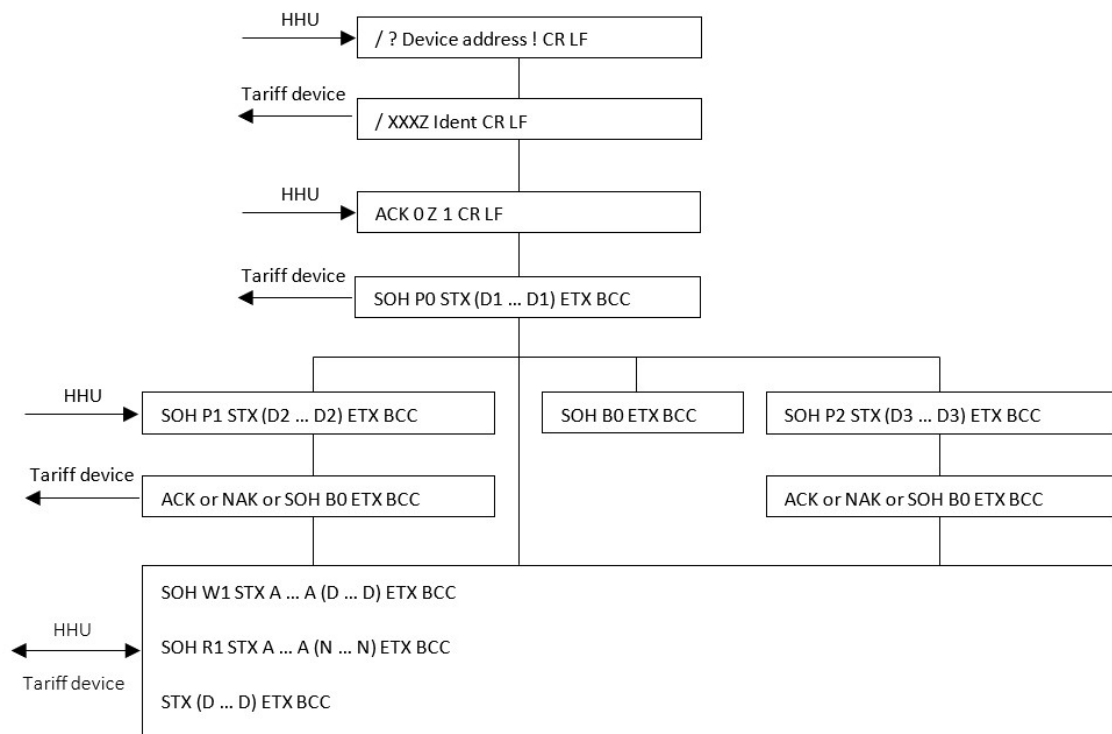 HHU
/ ? Device address ! CR LF
Tariff device
/ XXXZ Ident CR LF
HHU
ACK 0 Z 1 CR LF
Tariff device
SOH P0 STX (D1 ... D1) ETX BCC
HHU
SOH P1 STX (D2 ... D2) ETX BCC
SOH B0 ETX BCC
SOH P2 STX (D3 ... D3) ETX BCC
Tariff device
ACK or NAK or SOH B0 ETX BCC
ACK or NAK or SOH B0 ETX BCC
SOH W1 STX A ... A (D ... D) ETX BCC
HHU
SOH R1 STX A ... A (N ... N) ETX BCC
Tariff device
STX (D ... D) ETX BCC